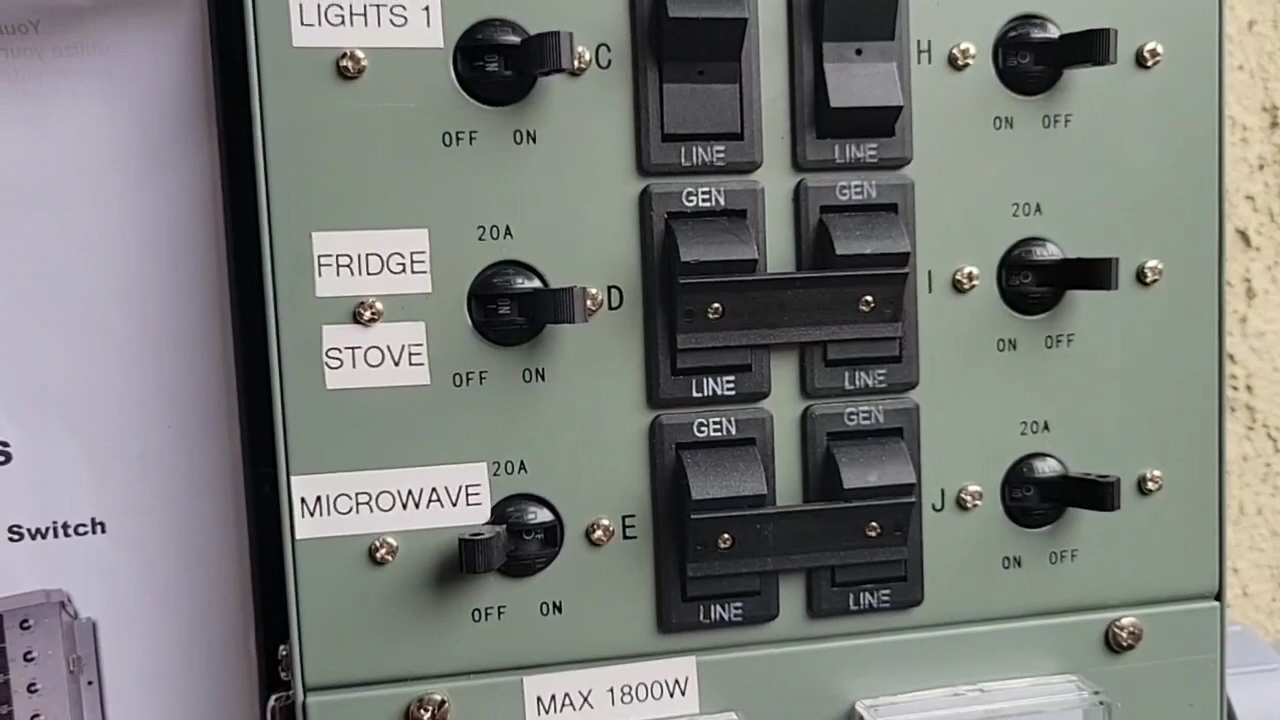 LIGHTS 1
C
OFF ON
LINE
LINE
H
ON OFF
20A
FRIDGE
STOVE
D
OFF ON
GEN
GEN
LINE
LINE
I
20A
ON OFF
20A
MICROWAVE
E
OFF ON
GEN
GEN
LINE
LINE
J
20A
ON OFF
MAX 1800W
Switch